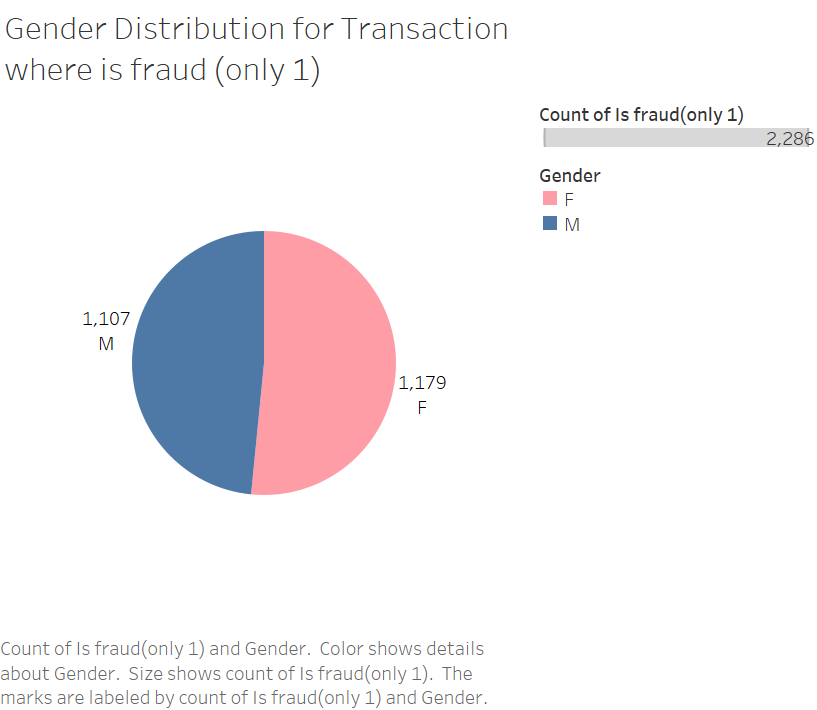 Gender Distribution for Transaction
where is fraud (only 1)
Count of Is fraud(only 1)
2,286
Gender
F
M
1,107
M
1,179
F
Count of Is fraud(only 1) and Gender.  Color shows details
about Gender.  Size shows count of Is fraud(only 1).  The
marks are labeled by count of Is fraud(only 1) and Gender.